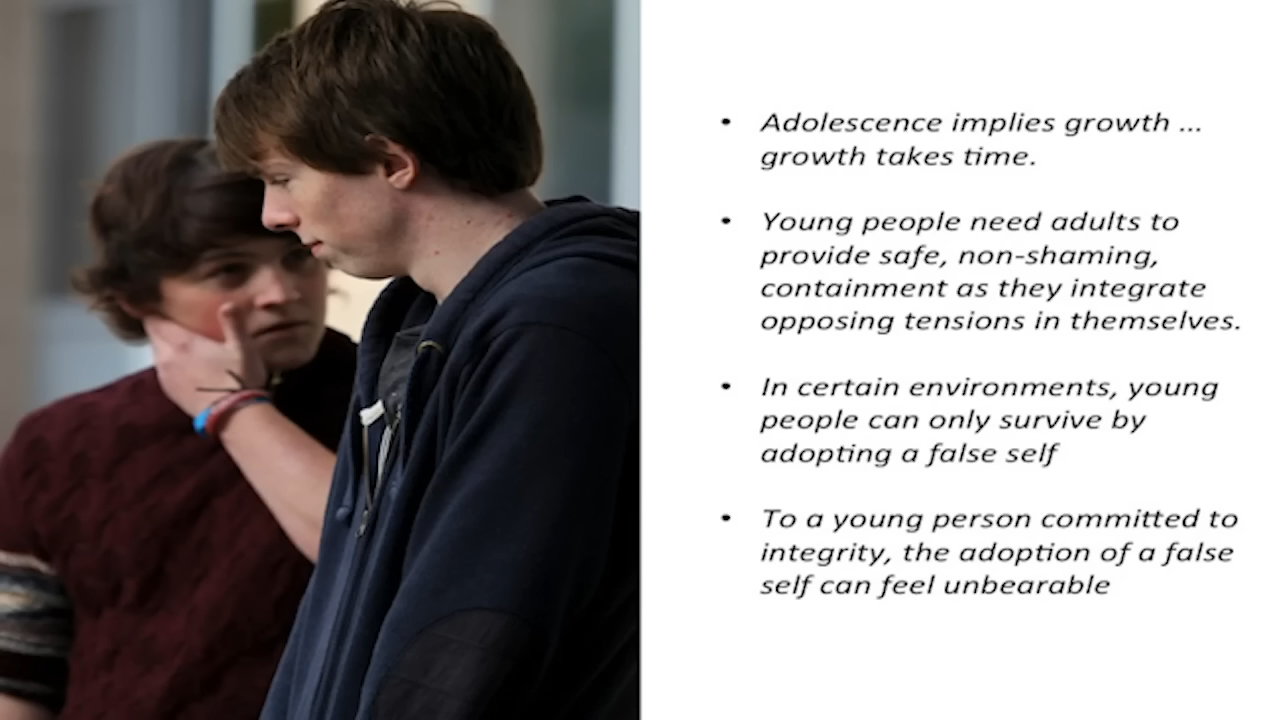 • Adolescence implies growth ...
growth takes time.
• Young people need adults to
provide safe, non-shaming,
containment as they integrate
opposing tensions in themselves.
• In certain environments, young
people can only survive by
adopting a false self
• To a young person committed to
integrity, the adoption of a false
self can feel unbearable